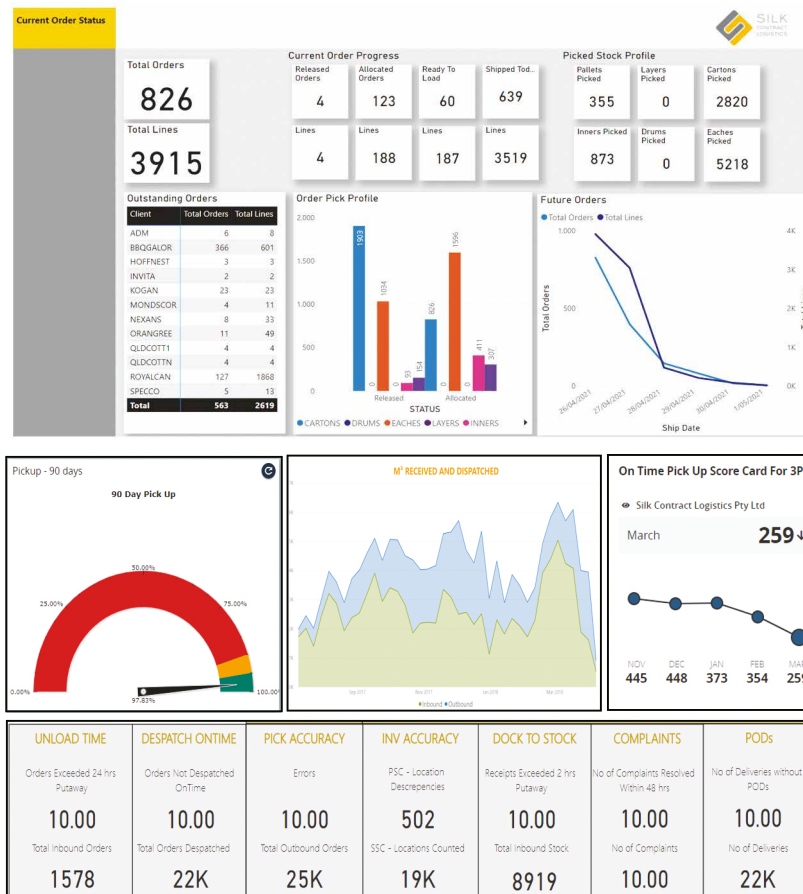 Current Order Status
SILK
CONTRACT
LOGISTICS
Total Orders
826
Total Lines
3915
Current Order Progress
Released Orders
4
Allocated Orders
123
Ready To Load
60
Shipped Tod...
639
Lines
4
Lines
188
Lines
187
Lines
3519
Picked Stock Profile
Pallets Picked
355
Layers Picked
0
Cartons Picked
2820
Inners Picked
873
Drums Picked
0
Eaches Picked
5218
Outstanding Orders
Client Total Orders Total Lines
ADM 6 8
BBQGALOR 366 601
HOFFNEST 3 3
INVITA 2 2
KOGAN 23 23
MONDSCOR 4 11
NEXANS 8 33
ORANGREE 11 49
QLDCOTT1 4 4
QLDCOTTN 4 4
ROYALCAN 127 1868
SPECCO 5 13
Total 563 2619
Order Pick Profile
2,000
1,500
1,000
500
0
1903
0
1034
93
154
826
0
1596
0
411
307
Released Allocated
STATUS
CARTONS DRUMS EACHES LAYERS INNERS
Future Orders
Total Orders Total Lines
1,000
500
0
Total Orders
4K
3K
2K
1K
0K
26/04/2021
27/04/2021
28/04/2021
29/04/2021
30/04/2021
1/05/2021
Ship Date
Pickup - 90 days
90 Day Pick Up
0.00%
25.00%
50.00%
75.00%
100.00
97.83%
M³ RECEIVED AND DISPATCHED
Sep 2017 Nov 2017 Jan 2018 Mar 2018
Inbound Outbound
On Time Pick Up Score Card For 3P
Silk Contract Logistics Pty Ltd
March 259
NOV DEC JAN FEB MAR
445 448 373 354 259
UNLOAD TIME
Orders Exceeded 24 hrs
Putaway
10.00
Total Inbound Orders
1578
DESPATCH ONTIME
Orders Not Despatched
OnTime
10.00
Total Orders Despatched
22K
PICK ACCURACY
Errors
10.00
Total Outbound Orders
25K
INV ACCURACY
PSC - Location
Descrepencies
502
SSC - Locations Counted
19K
DOCK TO STOCK
Receipts Exceeded 2 hrs
Putaway
10.00
Total Inbound Stock
8919
COMPLAINTS
No of Complaints Resolved
Within 48 hrs
10.00
No of Complaints
10.00
PODs
No of Deliveries without
PODs
10.00
No of Deliveries
22K